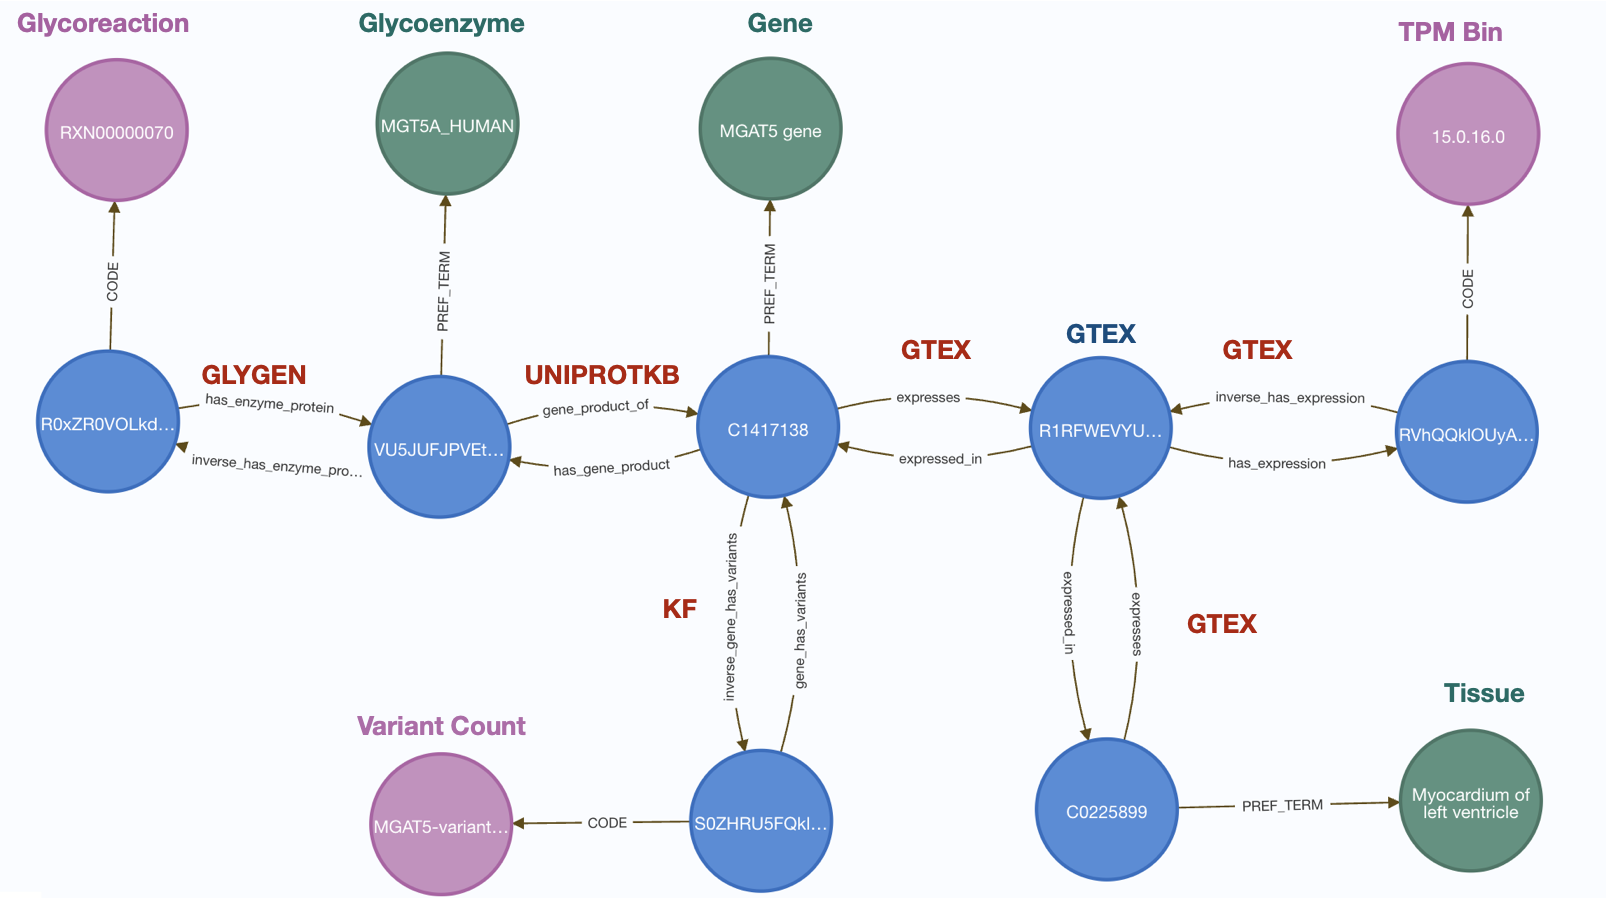 Glycoreaction
Glycoenzyme
Gene
TPM Bin
RXN00000070
MGT5A_HUMAN
MGAT5 gene
15.0.16.0
CODE
PREF_TERM
PREF_TERM
CODE
GLYGEN
UNIPROTKB
GTEX
GTEX
GTEX
has_enzyme_protein
gene_product_of
expresses
inverse_has_expression
R0xZR0VOLkd...
VU5JUFJPVEt...
C1417138
R1RFWEVYU...
RVhQQklOUyA...
inverse_has_enzyme_pro...
has_gene_product
expressed_in
has_expression
KF
inverse_gene_has_variants
gene_has_variants
expressed_in
expresses
GTEX
Variant Count
Tissue
MGAT5-variant...
CODE
S0ZHRU5FQkl...
C0225899
PREF_TERM
Myocardium of
left ventricle